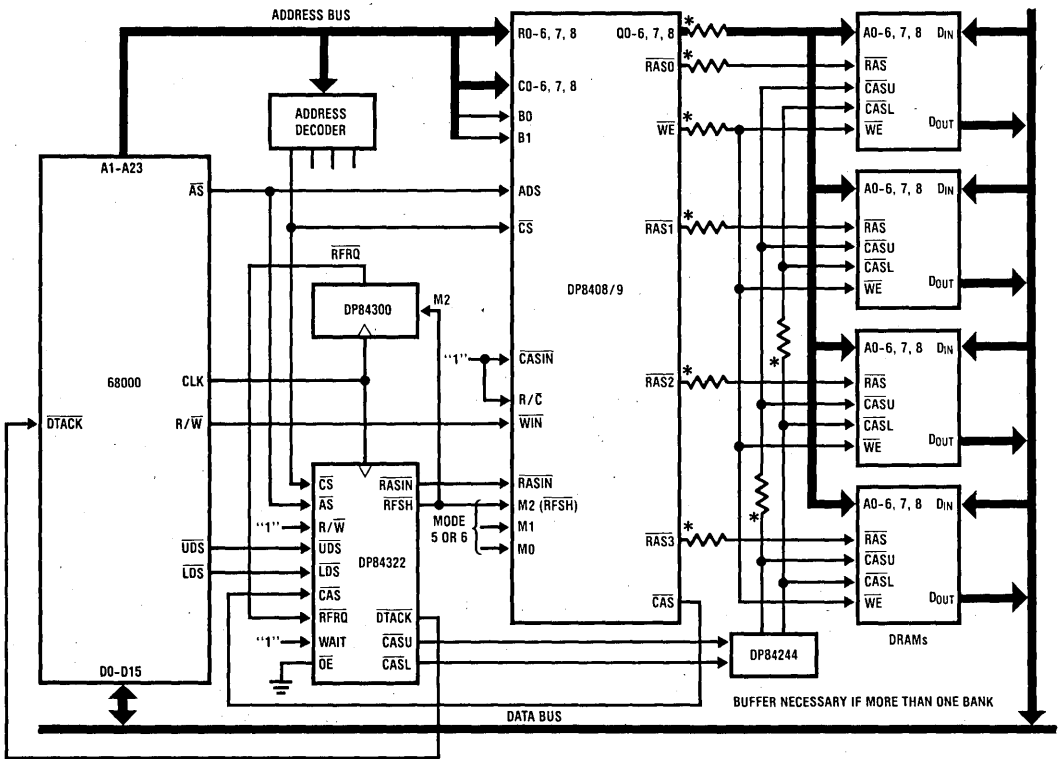 ADDRESS BUS
R0-6, 7, 8
Q0-6, 7, 8
*
A0-6, 7, 8
DIN
RAS0
*
RAS
C0-6, 7, 8
CASU
CASL
ADDRESS
DECODER
B0
B1
WE
*
WE
DOUT
A1-A23
AS
ADS
A0-6, 7, 8
DIN
CS
RAS1
*
RAS
CASU
RFRQ
CASL
M2
DP8408/9
WE
DOUT
DP84300
A0-6, 7, 8
DIN
"1"
CASIN
*
68000
CLK
RAS2
*
RAS
R/C
CASU
DTACK
R/W
WIN
CASL
WE
DOUT
CS
RASIN
RASIN
A0-6, 7, 8
DIN
AS
RFSH
M2 (RFSH)
*
"1"
R/W
MODE
5 OR 6
M1
RAS3
*
RAS
UDS
UDS
M0
CASU
DP84322
LDS
LDS
CASL
CAS
CAS
WE
DOUT
RFRQ
DTACK
"1"
WAIT
CASU
DRAMs
OE
CASL
DP84244
D0-D15
BUFFER NECESSARY IF MORE THAN ONE BANK
DATA BUS